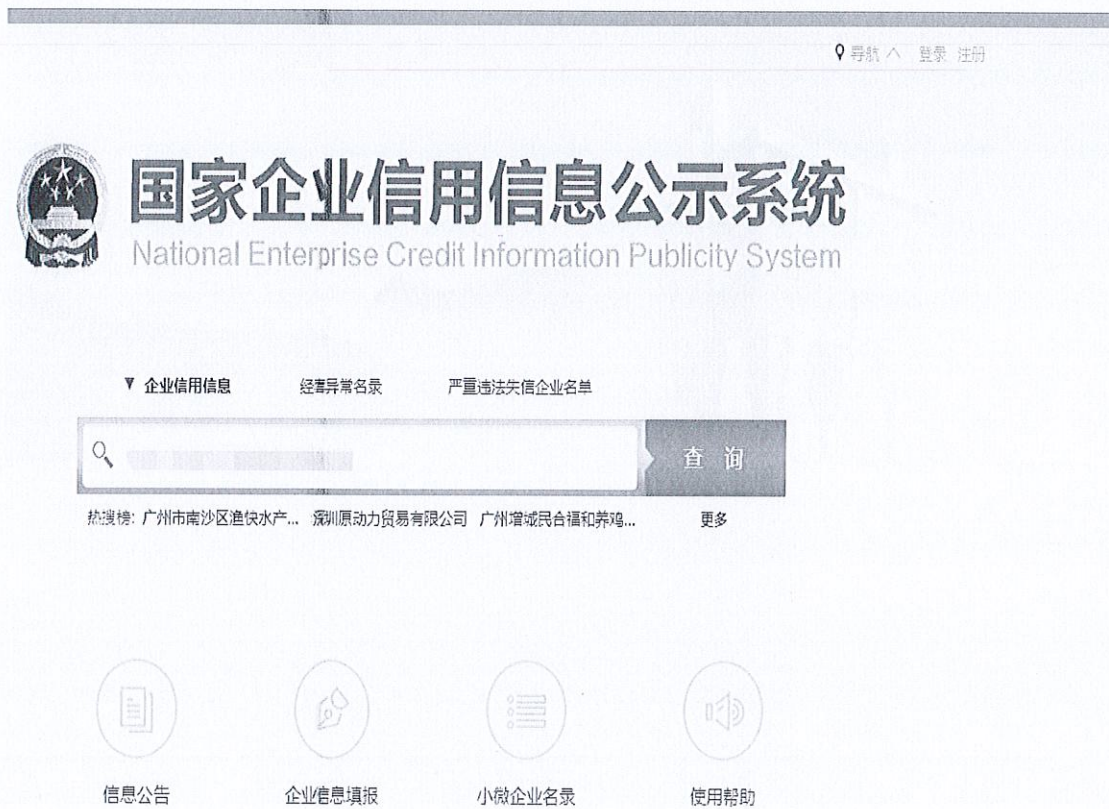 导航 登录 注册
国家企业信用信息公示系统
National Enterprise Credit Information Publicity System
企业信用信息 经营异常名录 严重违法失信企业名单
查询
热搜榜: 广州市南沙区渔快水产... 深圳原动力贸易有限公司 广州增城民合福和养鸡... 更多
信息公告 企业信息填报 小微企业名录 使用帮助